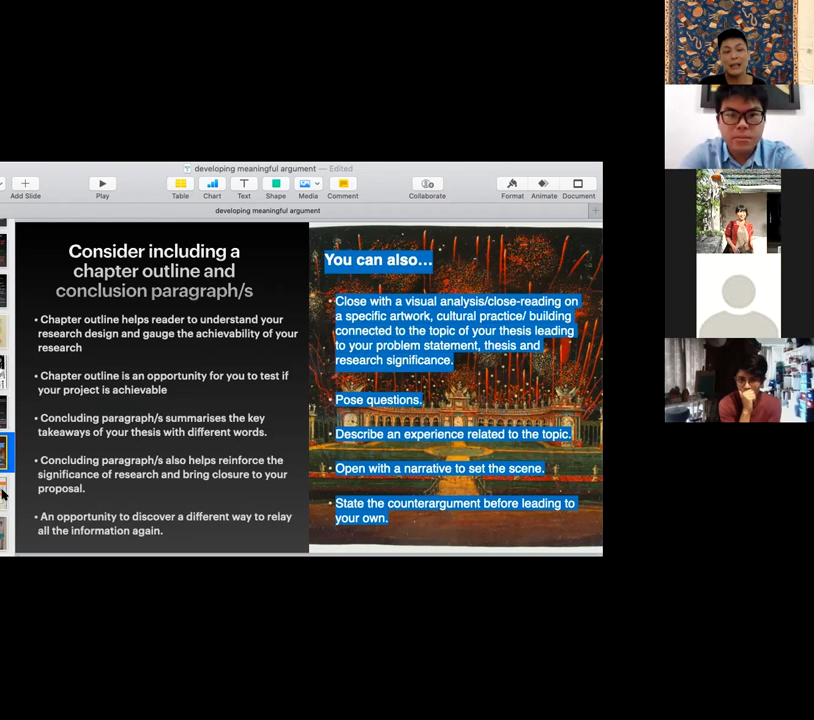 developing meaningful argument — Edited
Add Slide
Play
Table
Chart
Text
Shape
Media
Comment
Collaborate
Format
Animate
Document
developing meaningful argument
Consider including a
chapter outline and
conclusion paragraph/s
• Chapter outline helps reader to understand your
research design and gauge the achievability of your
research
• Chapter outline is an opportunity for you to test if
your project is achievable
• Concluding paragraph/s summarises the key
takeaways of your thesis with different words.
• Concluding paragraph/s also helps reinforce the
significance of research and bring closure to your
proposal.
• An opportunity to discover a different way to relay
all the information again.
You can also...
• Close with a visual analysis/close-reading on
a specific artwork, cultural practice/ building
connected to the topic of your thesis leading
to your problem statement, thesis and
research significance.
• Pose questions.
• Describe an experience related to the topic.
• Open with a narrative to set the scene.
• State the counterargument before leading to
your own.